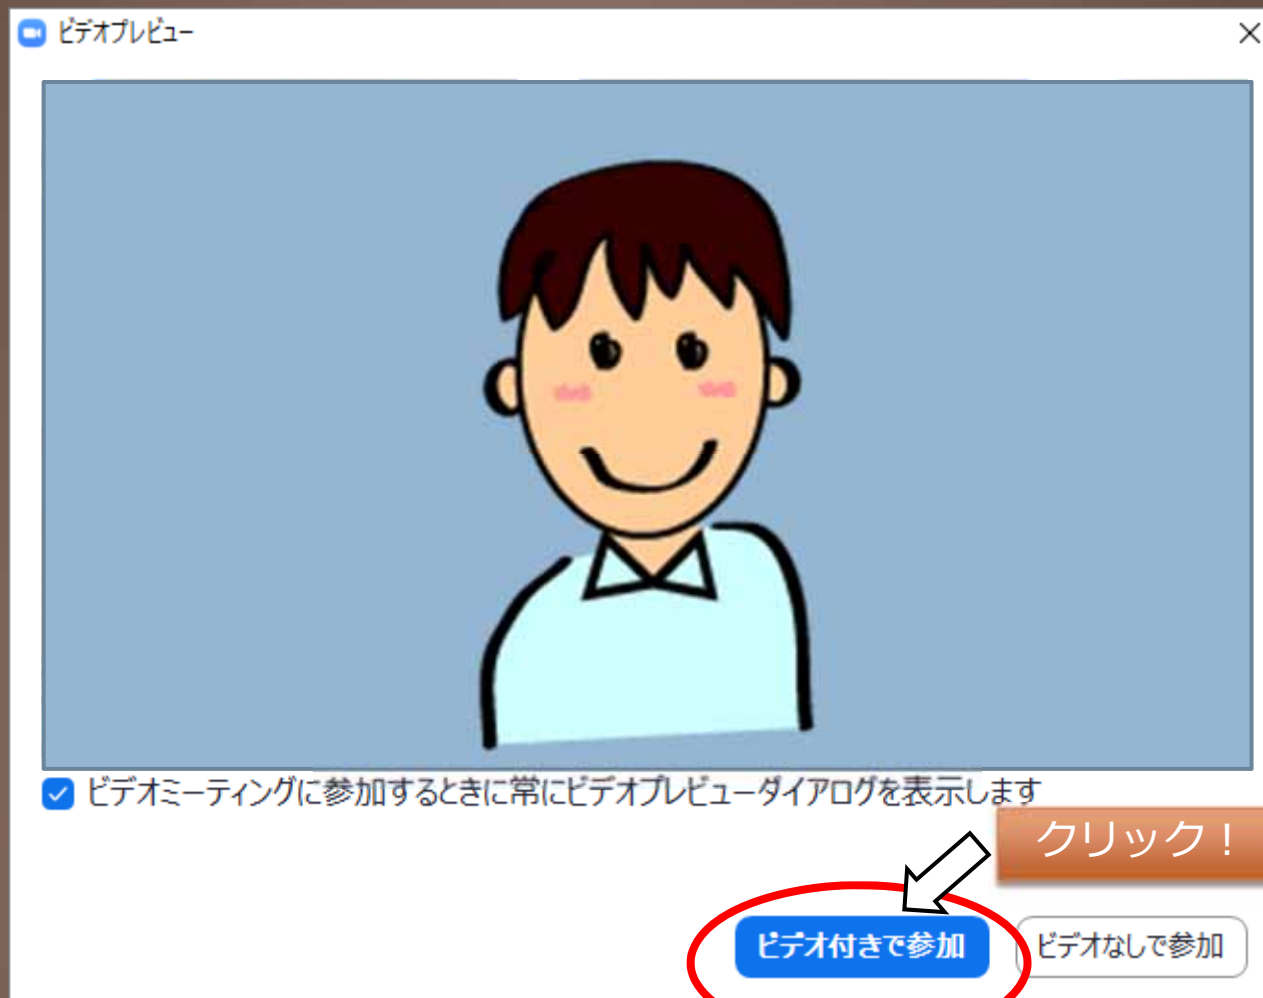 ビデオプレビュー
ビデオミーティングに参加するときに常にビデオプレビューダイアログを表示します
クリック！
ビデオ付きで参加
ビデオなしで参加